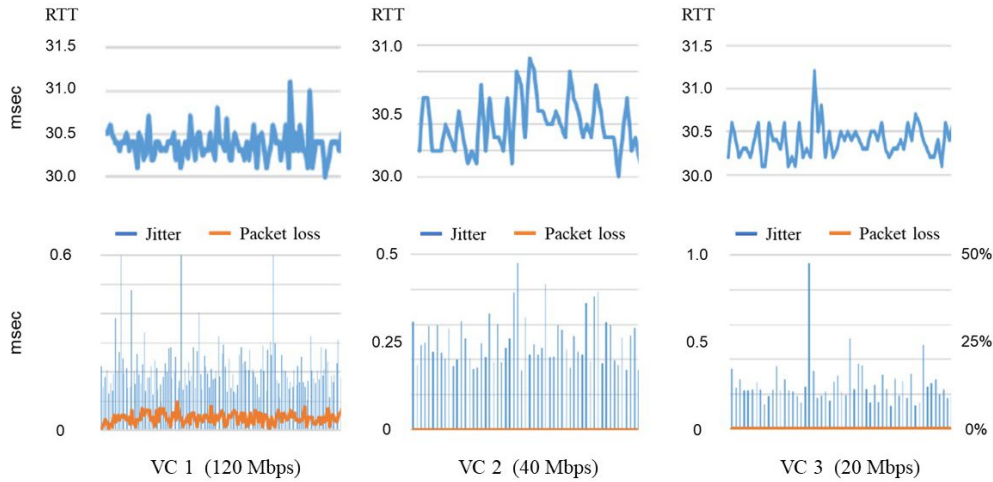 RTT RTT RTT
31.5 31.0 31.5
31.0 31.0
msec 30.5 30.5 30.5
30.0 30.0 30.0
Jitter Packet loss Jitter Packet loss Jitter Packet loss
0.6 0.5 1.0 50%
msec 0.25 0.5 25%
0 0 0 0%
VC 1 (120 Mbps) VC 2 (40 Mbps) VC 3 (20 Mbps)